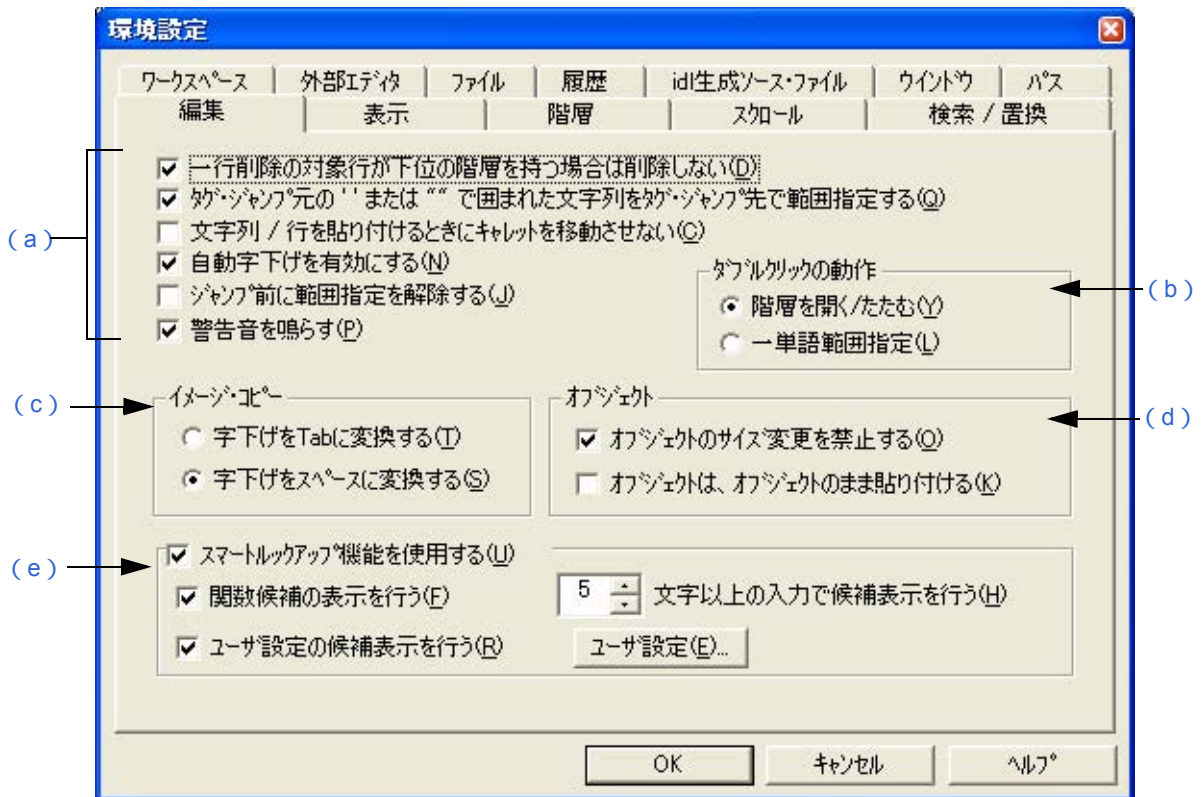 環境設定
ワークスペース 外部エディタ ファイル 履歴 idl生成ソース・ファイル ウインドウ パス
編集 表示 階層 スクロール 検索 / 置換
(a)
一行削除の対象行が下位の階層を持つ場合は削除しない(D)
タグ・ジャンプ元の ' ' または " " で囲まれた文字列をタグ・ジャンプ先で範囲指定する(Q)
文字列 / 行を貼り付けるときにキャレットを移動させない(C)
自動字下げを有効にする(N)
ジャンプ前に範囲指定を解除する(J)
警告音を鳴らす(P)
ダブルクリックの動作
(b)
階層を開く/たたむ(Y)
一単語範囲指定(L)
(c)
イメージ・コピー
字下げをTabに変換する(T)
字下げをスペースに変換する(S)
オブジェクト
(d)
オブジェクトのサイズ変更を禁止する(O)
オブジェクトは、オブジェクトのまま貼り付ける(K)
(e)
スマートルックアップ機能を使用する(U)
関数候補の表示を行う(F)
5 文字以上の入力で候補表示を行う(H)
ユーザ設定の候補表示を行う(R)
ユーザ設定(E)...
OK キャンセル ヘルプ